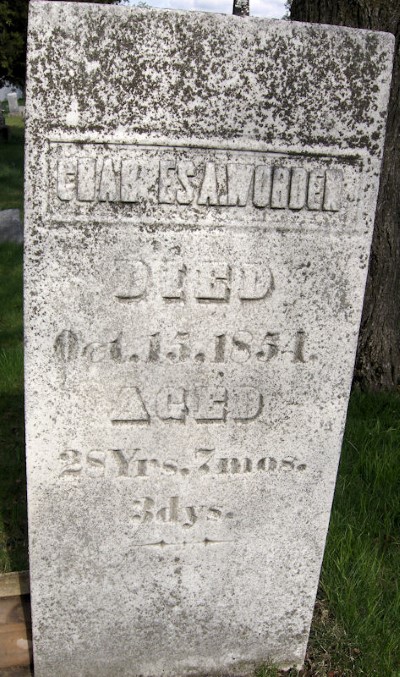 CHARLES A. WORDEN
DIED
Oct. 15, 1854.
AGED
28 Yrs. 7 mos.
3 dys.